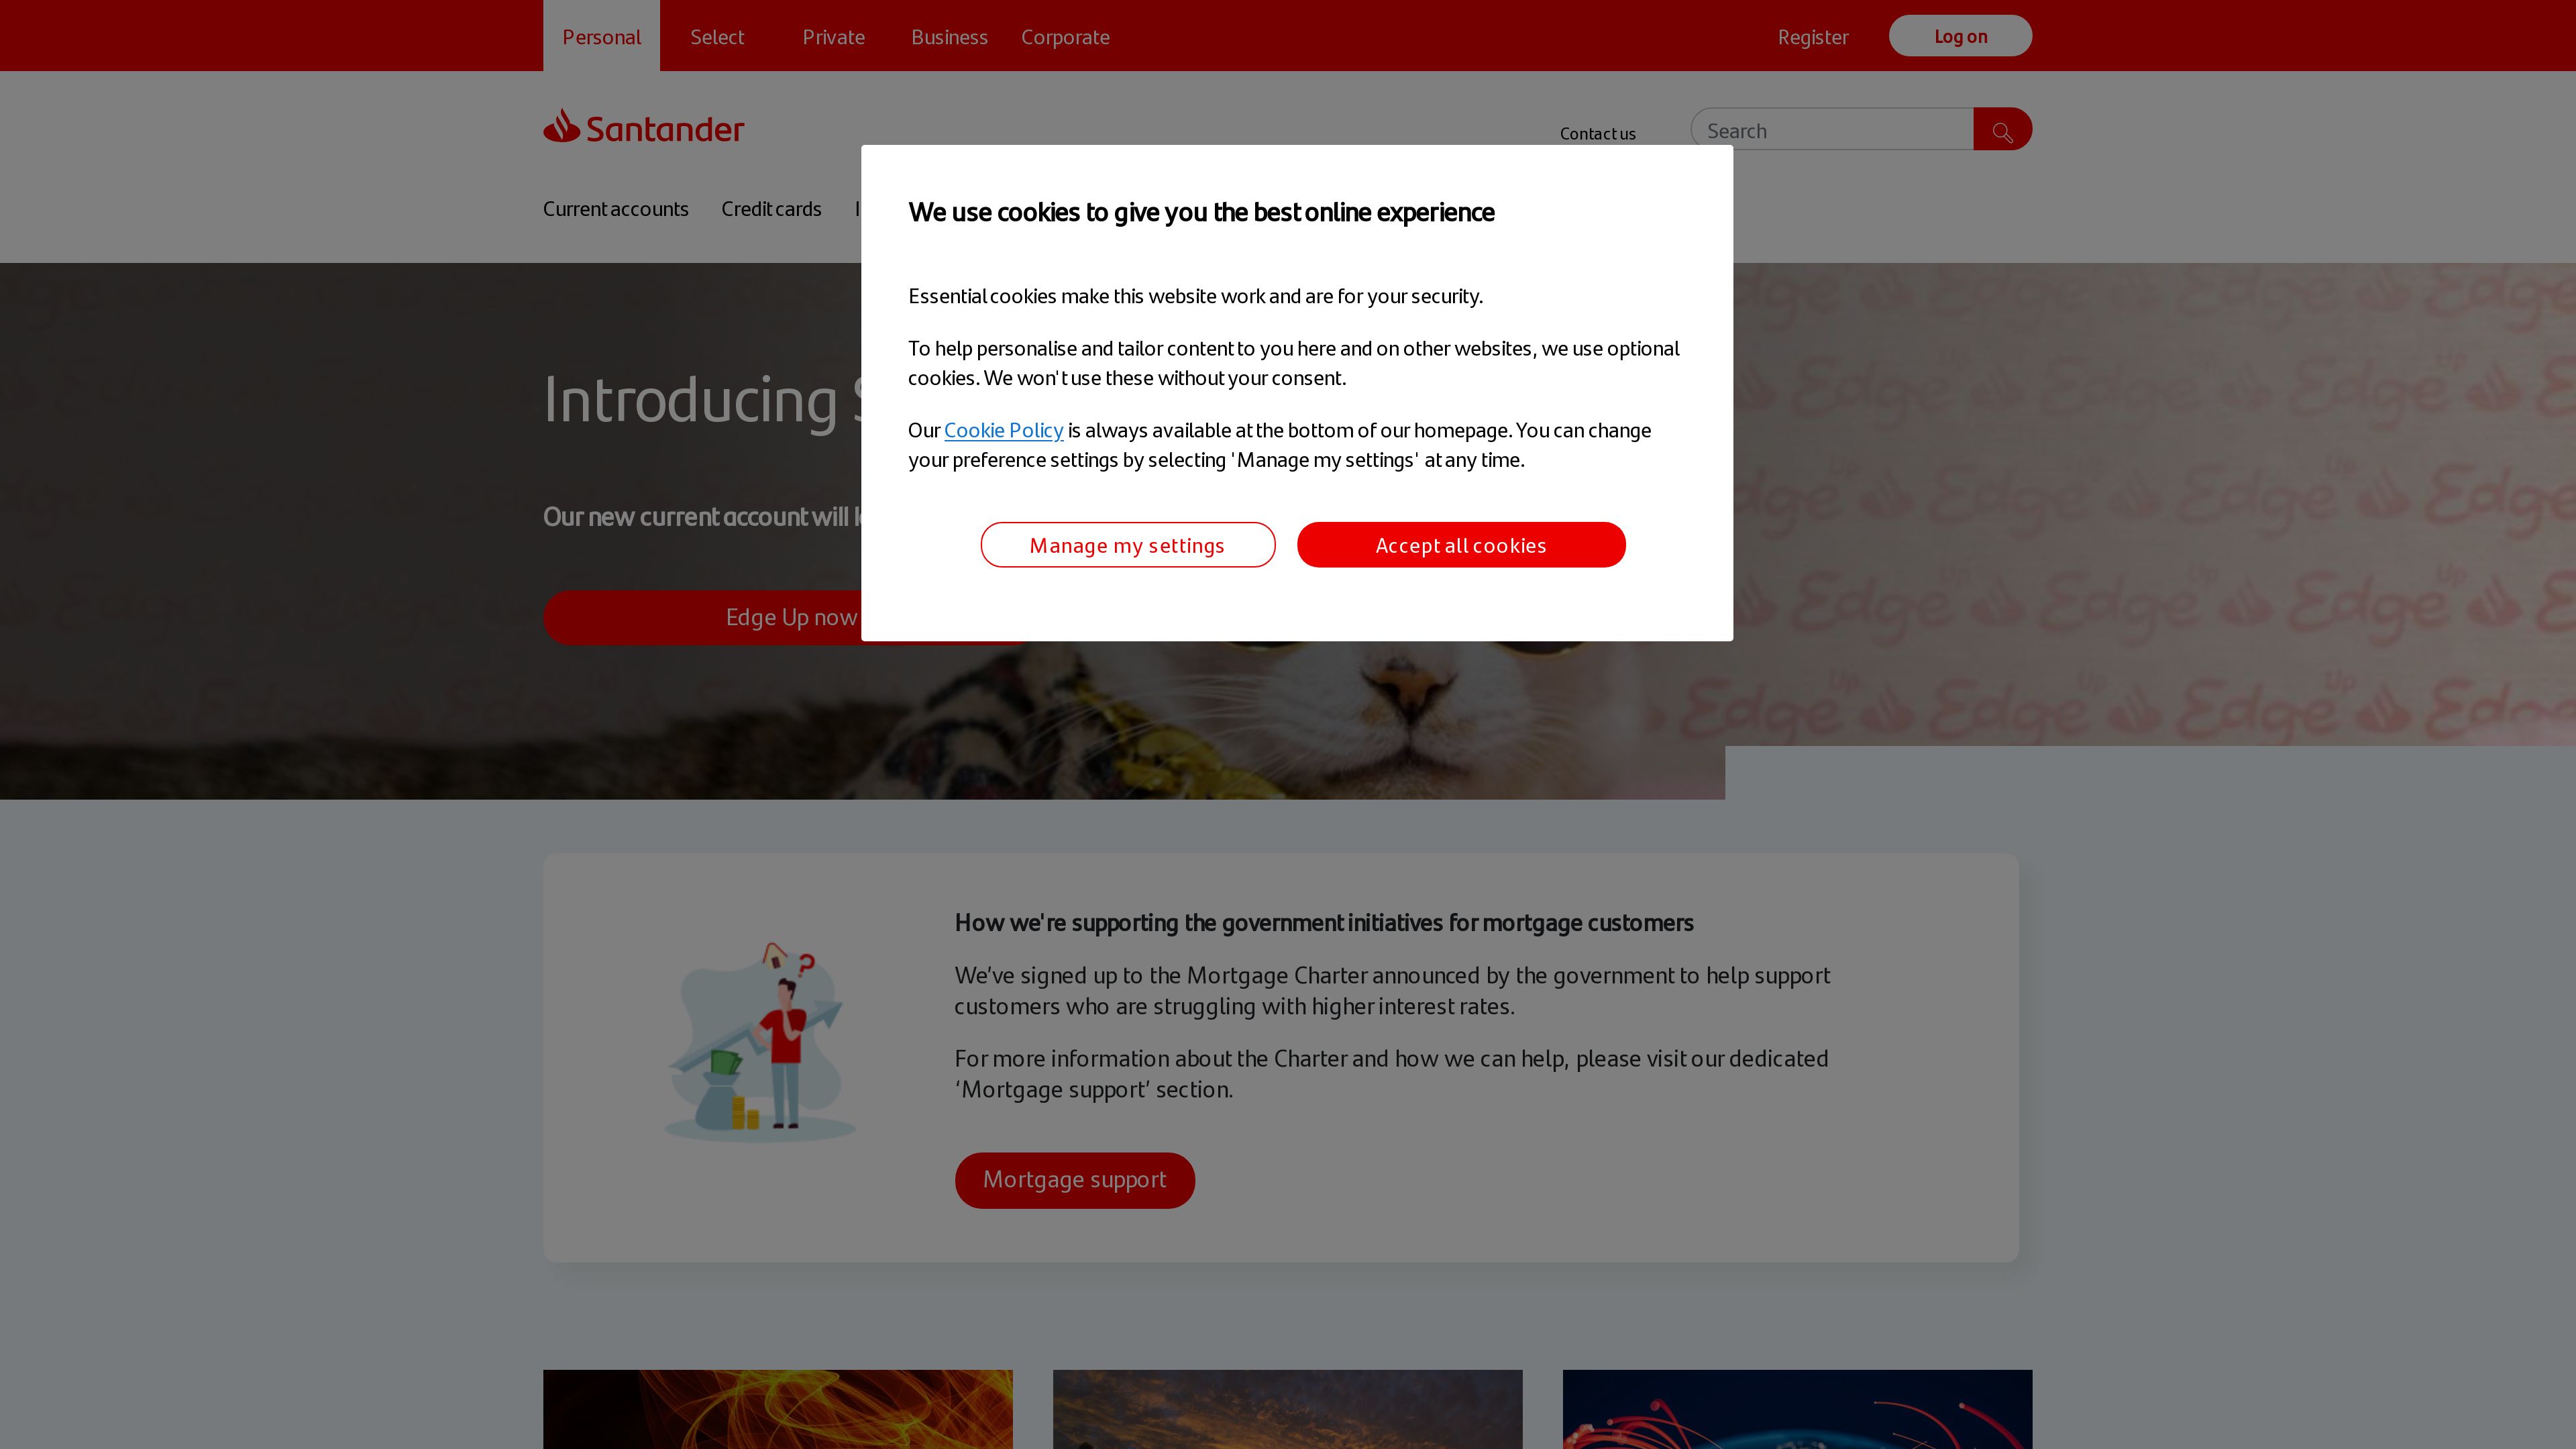 Personal
Select
Private
Business
Corporate
Register
Log on
Santander
Contact us
Search
Current accounts
Credit cards
We use cookies to give you the best online experience
Essential cookies make this website work and are for your security.
To help personalise and tailor content to you here and on other websites, we use optional
cookies. We won't use these without your consent.
Our Cookie Policy is always available at the bottom of our homepage. You can change
your preference settings by selecting 'Manage my settings' at any time.
Manage my settings
Accept all cookies
Introducing
Our new current account will
Edge Up now
Edge Up
How we're supporting the government initiatives for mortgage customers
We’ve signed up to the Mortgage Charter announced by the government to help support
customers who are struggling with higher interest rates.
For more information about the Charter and how we can help, please visit our dedicated
‘Mortgage support’ section.
Mortgage support